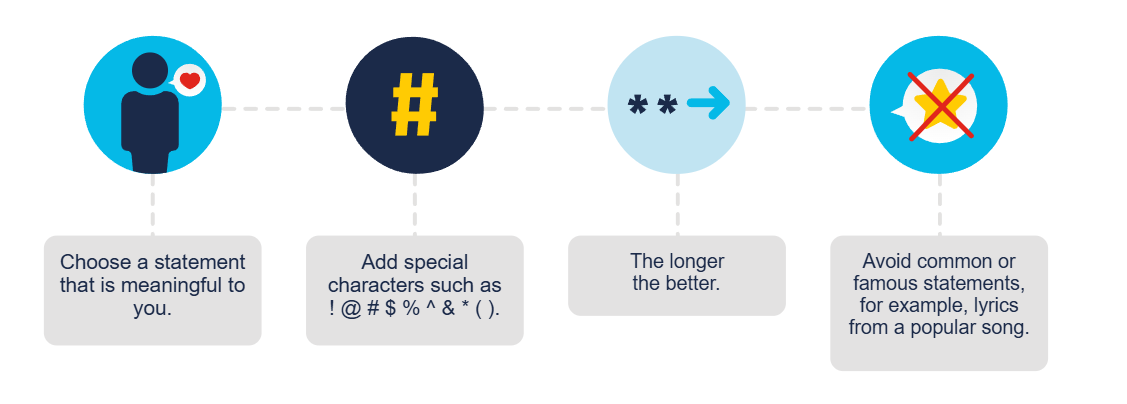 #
**
Choose a statement
that is meaningful to
you.
Add special
characters such as
! @ # $ % ^ & * ( ).
The longer
the better.
Avoid common or
famous statements,
for example, lyrics
from a popular song.